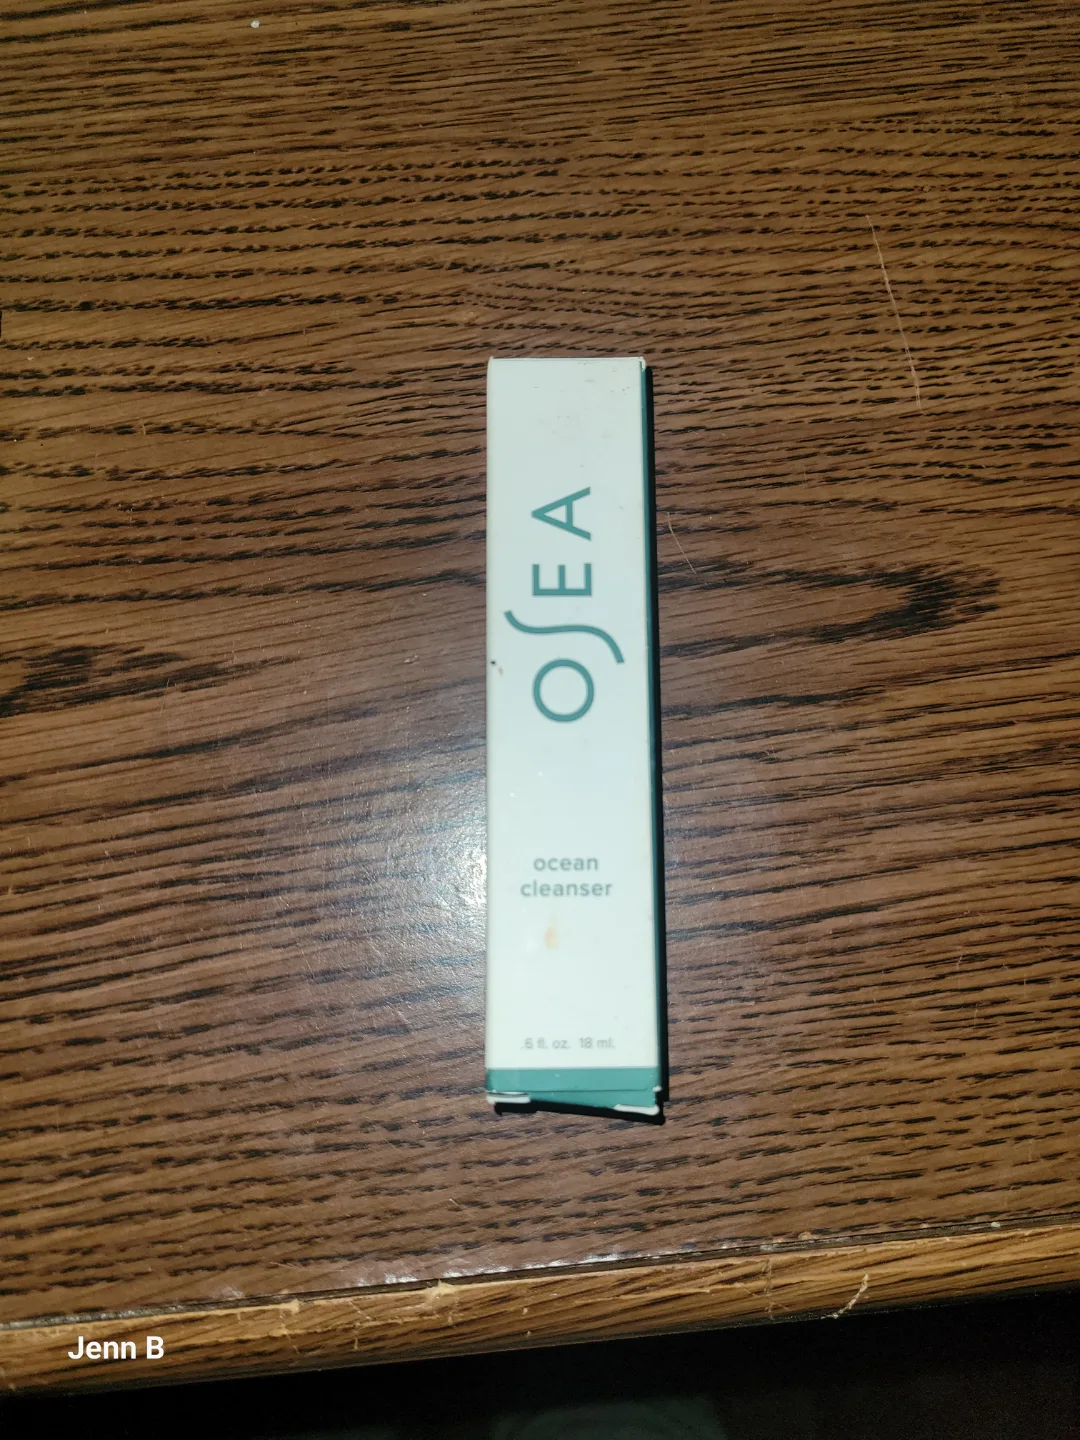 OSEA
ocean
cleanser
.6 fl. oz. 18 ml.
Jenn B